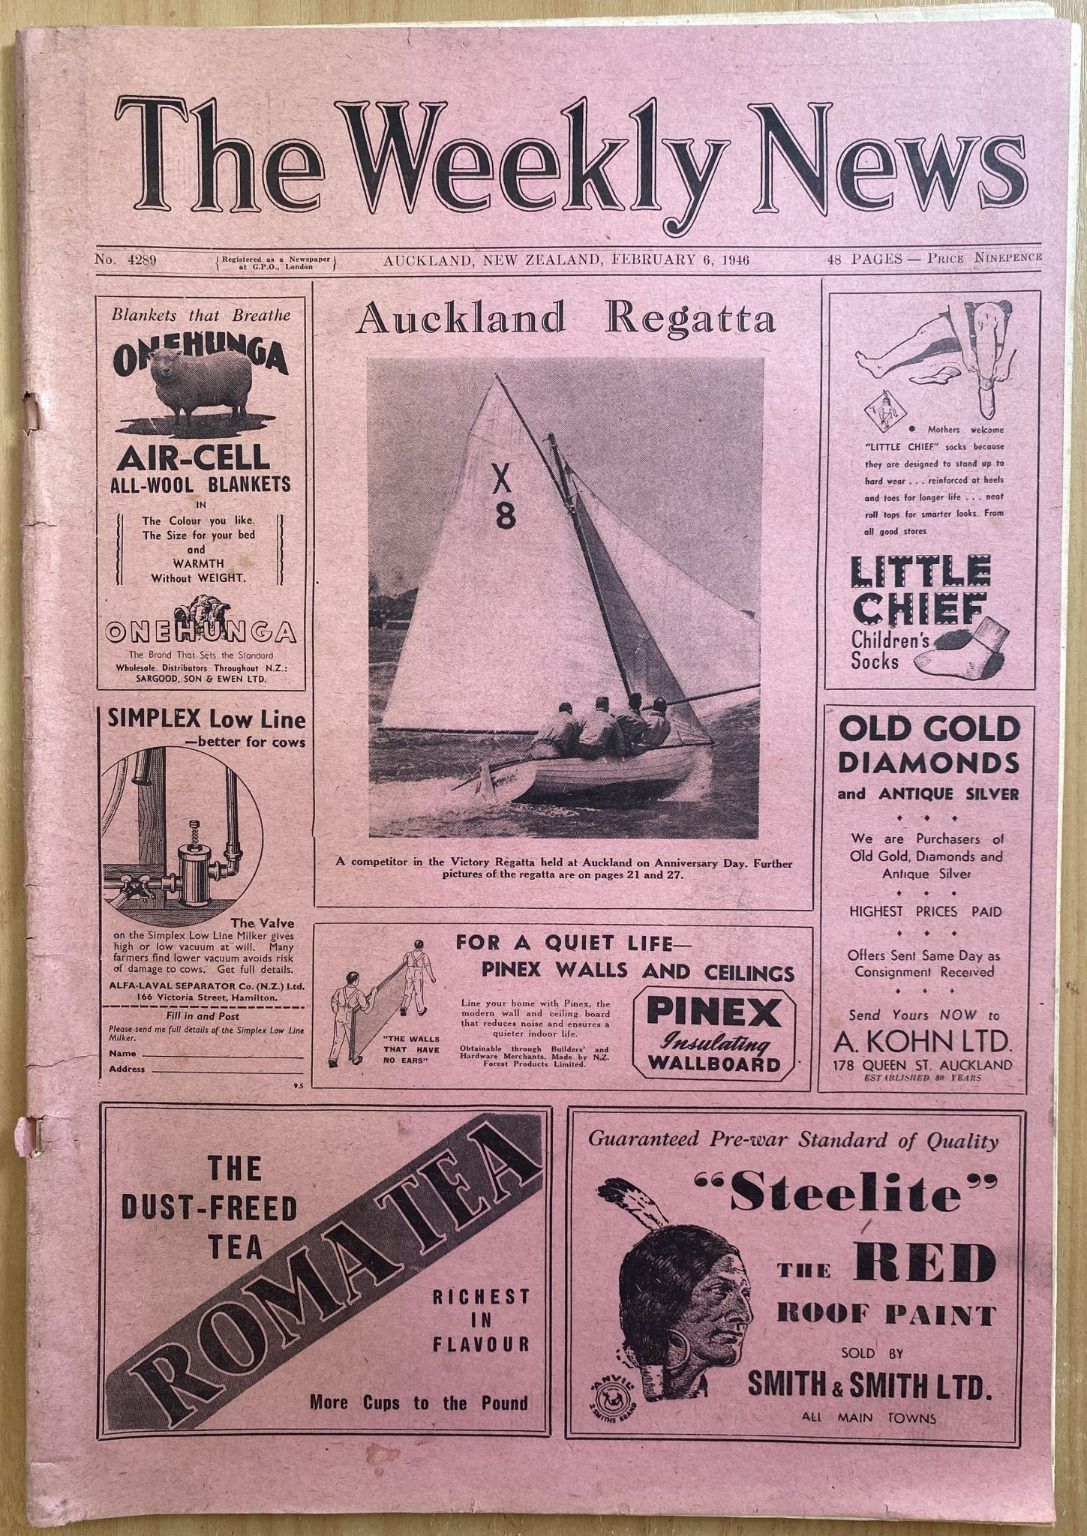 The Weekly News
No. 4289
Registered as a Newspaper
at G.P.O., London
AUCKLAND, NEW ZEALAND, FEBRUARY 6, 1946
48 PAGES — PRICE NINEPENCE
Blankets that Breathe
ONEHUNGA
AIR-CELL
ALL-WOOL BLANKETS
IN
The Colour you like.
The Size for your bed
and
WARMTH
Without WEIGHT.
ONEHUNGA
The Brand That Sets the Standard
Wholesale Distributors Throughout N.Z.:
SARGOOD, SON & EWEN LTD.
SIMPLEX Low Line
—better for cows
The Valve
on the Simplex Low Line Milker gives
high or low vacuum at will. Many
farmers find lower vacuum avoids risk
of damage to cows. Get full details.
ALFA-LAVAL SEPARATOR Co. (N.Z.) Ltd.
166 Victoria Street, Hamilton.
Fill in and Post
Please send me full details of the Simplex Low Line
Milker.
Name
Address
9.5
Auckland Regatta
X
8
A competitor in the Victory Regatta held at Auckland on Anniversary Day. Further
pictures of the regatta are on pages 21 and 27.
FOR A QUIET LIFE—
PINEX WALLS AND CEILINGS
"THE WALLS
THAT HAVE
NO EARS"
Line your home with Pinex, the
modern wall and ceiling board
that reduces noise and ensures a
quieter indoor life.
Obtainable through Builders' and
Hardware Merchants. Made by N.Z.
Forest Products Limited.
PINEX
Insulating
WALLBOARD
• Mothers welcome
"LITTLE CHIEF" socks because
they are designed to stand up to
hard wear . . . reinforced at heels
and toes for longer life . . . neat
roll tops for smarter looks. From
all good stores
LITTLE
CHIEF
Children's
Socks
OLD GOLD
DIAMONDS
and ANTIQUE SILVER
We are Purchasers of
Old Gold, Diamonds and
Antique Silver
HIGHEST PRICES PAID
Offers Sent Same Day as
Consignment Received
Send Yours NOW to
A. KOHN LTD.
178 QUEEN ST. AUCKLAND
ESTABLISHED 80 YEARS
THE
DUST-FREED
TEA
ROMA TEA
RICHEST
IN
FLAVOUR
More Cups to the Pound
Guaranteed Pre-war Standard of Quality
"Steelite"
THE RED
ROOF PAINT
SOLD BY
SMITH & SMITH LTD.
ALL MAIN TOWNS
"ANVIL"
SMITHS BRAND